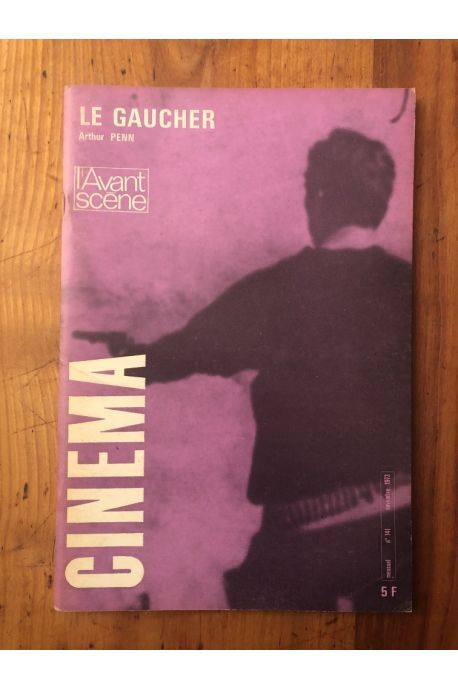 LE GAUCHER
Arthur PENN
l'Avant
scène
CINEMA
mensuel n° 141 novembre 1973
5 F